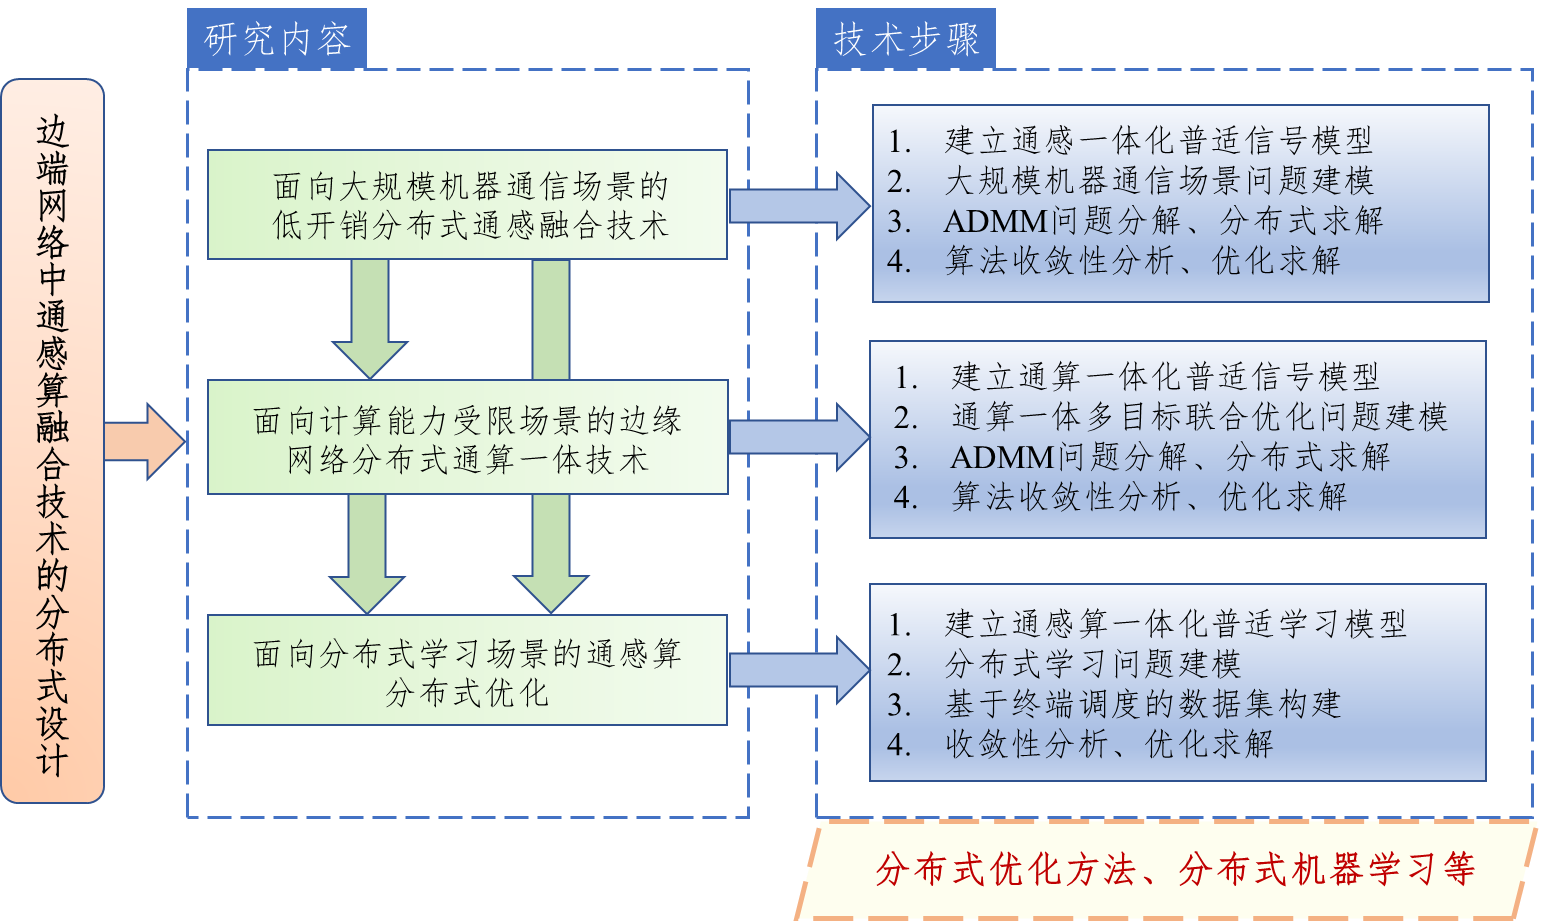 边端网络中通感算融合技术的分布式设计
研究内容
面向大规模机器通信场景的
低开销分布式通感融合技术
面向计算能力受限场景的边缘
网络分布式通算一体技术
面向分布式学习场景的通感算
分布式优化
技术步骤
1. 建立通感一体化普适信号模型
2. 大规模机器通信场景问题建模
3. ADMM问题分解、分布式求解
4. 算法收敛性分析、优化求解
1. 建立通算一体化普适信号模型
2. 通算一体多目标联合优化问题建模
3. ADMM问题分解、分布式求解
4. 算法收敛性分析、优化求解
1. 建立通感算一体化普适学习模型
2. 分布式学习问题建模
3. 基于终端调度的数据集构建
4. 收敛性分析、优化求解
分布式优化方法、分布式机器学习等